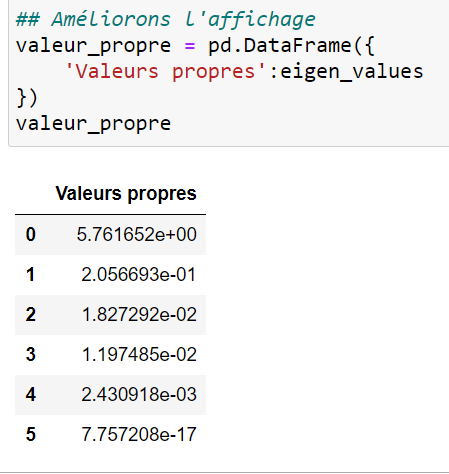 ## Améliorons l'affichage
valeur_propre = pd.DataFrame({
    'Valeurs propres':eigen_values
})
valeur_propre
Valeurs propres
0 5.761652e+00
1 2.056693e-01
2 1.827292e-02
3 1.197485e-02
4 2.430918e-03
5 7.757208e-17